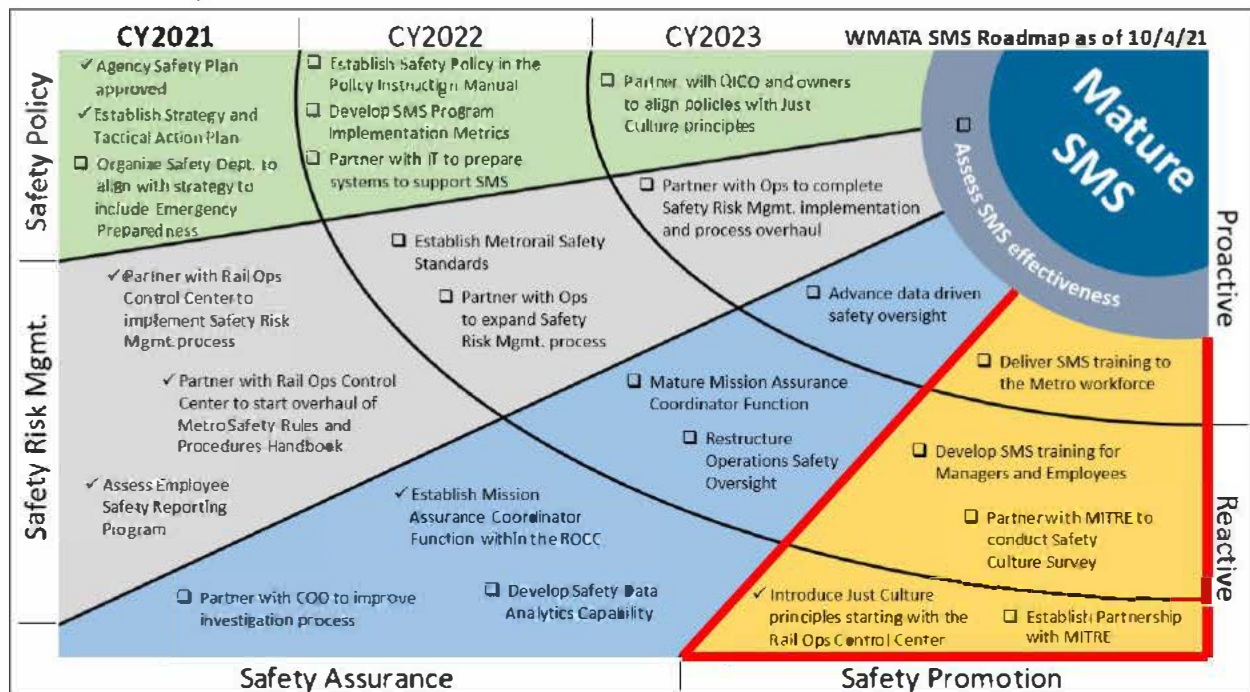 CY2021
CY2022
CY2023
WMATA SMS Roadmap as of 10/4/21
Safety Policy
✓ Agency Safety Plan
approved
✓ Establish Strategy and
Tactical Action Plan
☐ Organize Safety Dept. to
align with strategy to
include Emergency
Preparedness
☐ Establish Safety Policy in the
Policy Instruction Manual
☐ Develop SMS Program
Implementation Metrics
☐ Partner with IT to prepare
systems to support SMS
☐ Partner with QICO and owners
to align policies with Just
Culture principles
Mature
SMS
☐ Assess SMS effectiveness
Proactive
Reactive
Safety Risk Mgmt.
✓ Partner with Rail Ops
Control Center to
implement Safety Risk
Mgmt. process
✓ Partner with Rail Ops Control
Center to start overhaul of
Metro Safety Rules and
Procedures Handbook
✓ Assess Employee
Safety Reporting
Program
☐ Establish Metrorail Safety
Standards
☐ Partner with Ops
to expand Safety
Risk Mgmt. process
☐ Partner with Ops to complete
Safety Risk Mgmt. implementation
and process overhaul
☐ Advance data driven
safety oversight
☐ Mature Mission Assurance
Coordinator Function
☐ Restructure
Operations Safety
Oversight
✓ Establish Mission
Assurance Coordinator
Function within the ROCC
☐ Partner with COO to improve
investigation process
☐ Develop Safety Data
Analytics Capability
☐ Deliver SMS training to
the Metro workforce
☐ Develop SMS training for
Managers and Employees
☐ Partner with MITRE to
conduct Safety
Culture Survey
✓ Introduce Just Culture
principles starting with the
Rail Ops Control Center
☐ Establish Partnership
with MITRE
Safety Assurance
Safety Promotion